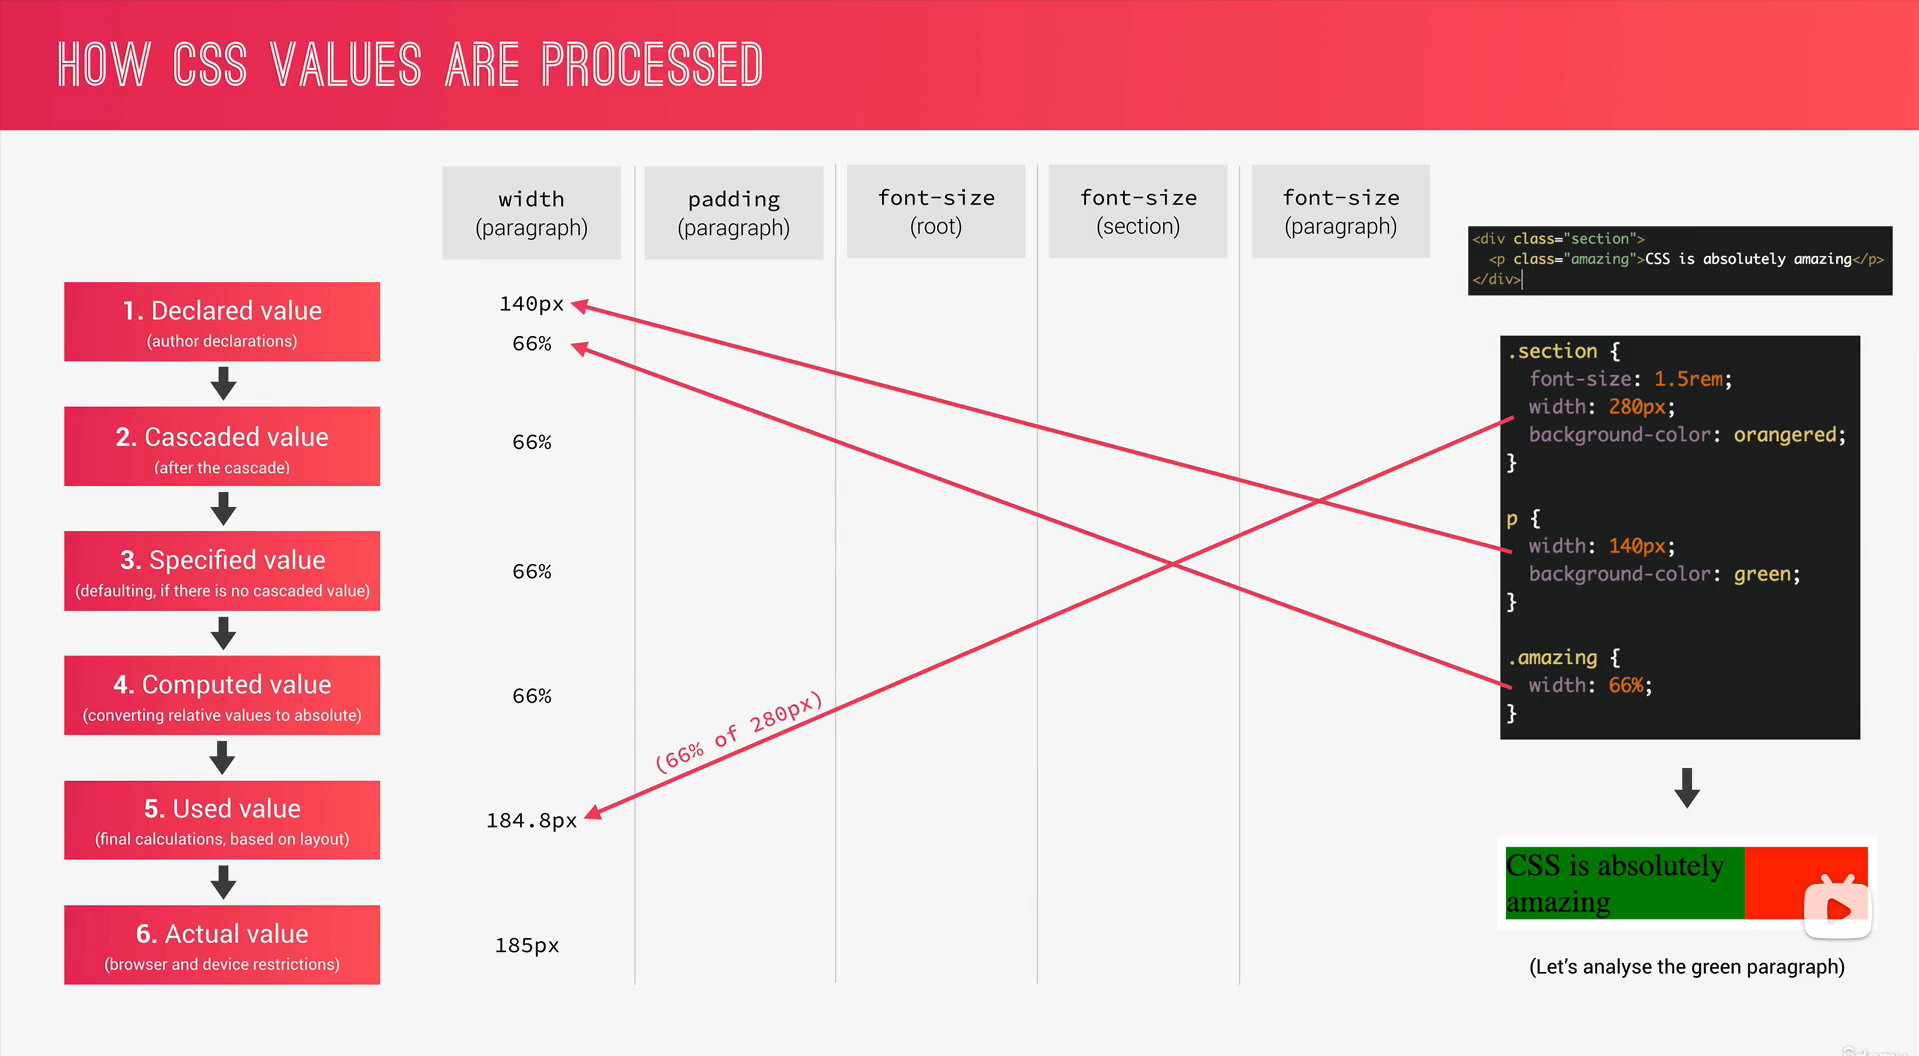 HOW CSS VALUES ARE PROCESSED
width
(paragraph)
padding
(paragraph)
font-size
(root)
font-size
(section)
font-size
(paragraph)
1. Declared value
(author declarations)
140px
66%
2. Cascaded value
(after the cascade)
66%
3. Specified value
(defaulting, if there is no cascaded value)
66%
4. Computed value
(converting relative values to absolute)
66%
(66% of 280px)
5. Used value
(final calculations, based on layout)
184.8px
6. Actual value
(browser and device restrictions)
185px
<div class="section">
<p class="amazing">CSS is absolutely amazing</p>
</div>
.section {
font-size: 1.5rem;
width: 280px;
background-color: orangered;
}
p {
width: 140px;
background-color: green;
}
.amazing {
width: 66%;
}
CSS is absolutely
amazing
(Let's analyse the green paragraph)